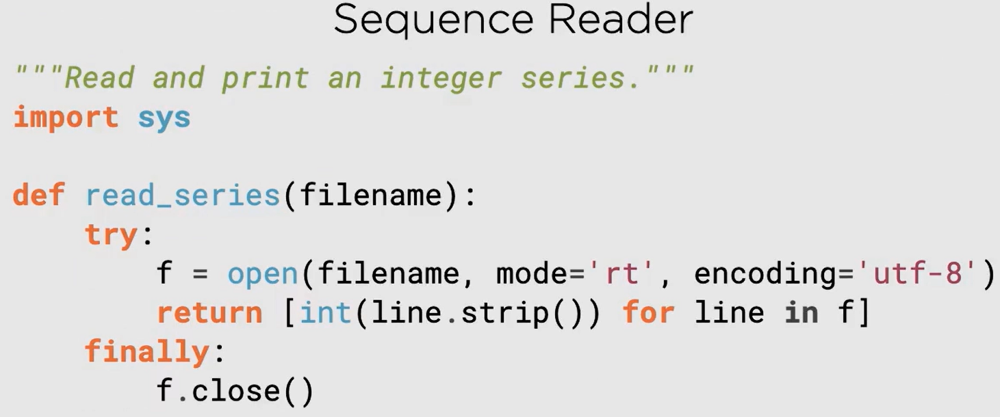 Sequence Reader
"""Read and print an integer series."""
import sys
def read_series(filename):
    try:
        f = open(filename, mode='rt', encoding='utf-8')
        return [int(line.strip()) for line in f]
    finally:
        f.close()